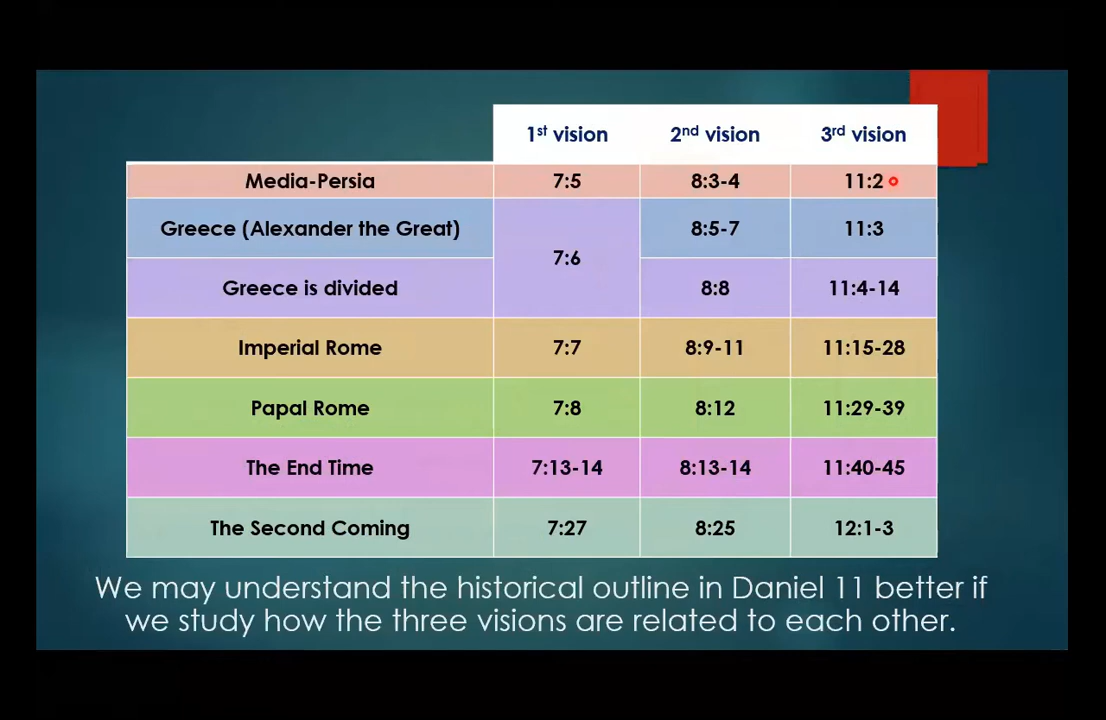 1st vision 2nd vision 3rd vision
Media-Persia 7:5 8:3-4 11:2
Greece (Alexander the Great) 7:6 8:5-7 11:3
Greece is divided 8:8 11:4-14
Imperial Rome 7:7 8:9-11 11:15-28
Papal Rome 7:8 8:12 11:29-39
The End Time 7:13-14 8:13-14 11:40-45
The Second Coming 7:27 8:25 12:1-3
We may understand the historical outline in Daniel 11 better if
we study how the three visions are related to each other.